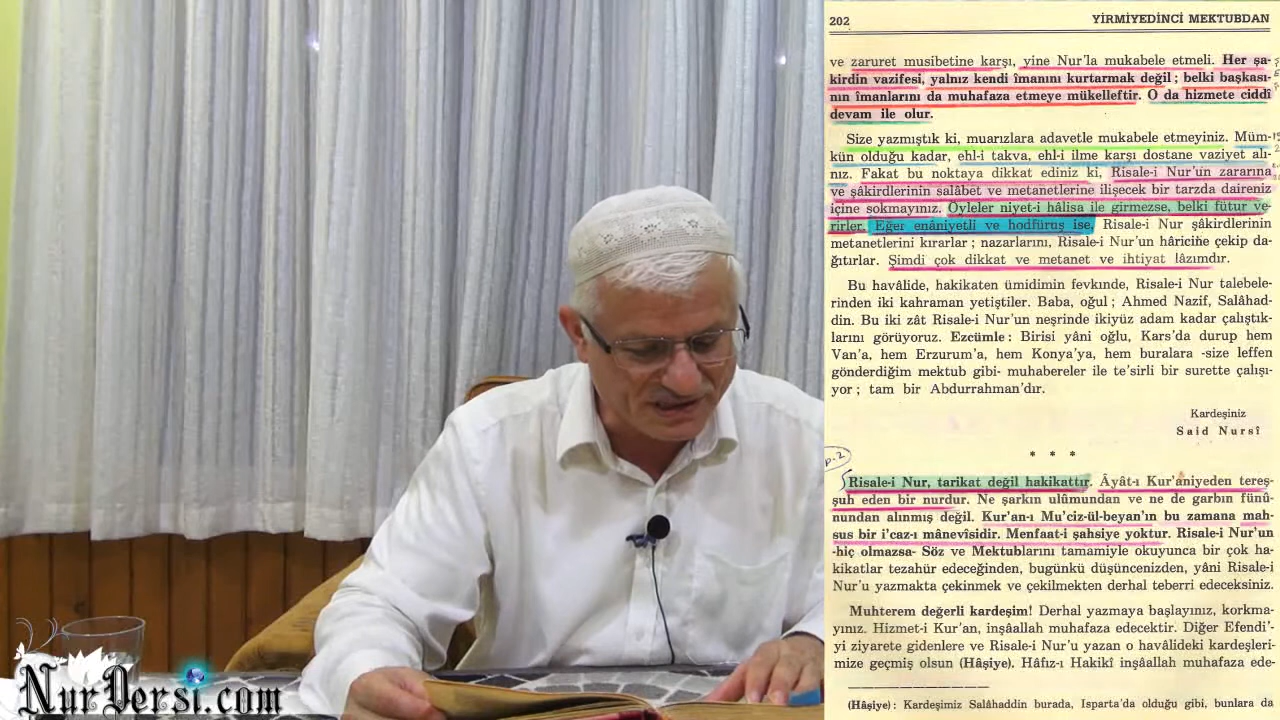 202 YİRMİYEDİNCİ MEKTUBDAN
ve zaruret musibetine karşı, yine Nur'la mukabele etmeli. Her şa-
kirdin vazifesi, yalnız kendi îmanını kurtarmak değil; belki başkası-
nın îmanlarını da muhafaza etmeye mükelleftir. O da hizmete ciddî
devam ile olur.
Size yazmıştık ki, muarızlara adavetle mukabele etmeyiniz. Müm-
kün olduğu kadar, ehl-i takva, ehl-i ilme karşı dostane vaziyet alı-
nız. Fakat bu noktaya dikkat ediniz ki, Risale-i Nur'un zararına
ve şâkirdlerinin salâbet ve metanetlerine ilişecek bir tarzda daireniz
içine sokmayınız. Öyleler niyet-i hâlisa ile girmezse, belki fütur ve-
rirler. Eğer enâniyetli ve hodfüruş ise, Risale-i Nur şâkirdlerinin
metanetlerini kırarlar; nazarlarını, Risale-i Nur'un hâricine çekip da-
ğıtırlar. Şimdi çok dikkat ve metanet ve ihtiyat lâzımdır.
Bu havâlide, hakikaten ümidimin fevkınde, Risale-i Nur talebele-
rinden iki kahraman yetiştiler. Baba, oğul; Ahmed Nazif, Salâhad-
din. Bu iki zât Risale-i Nur'un neşrinde ikiyüz adam kadar çalıştık-
larını görüyoruz. Ezcümle: Birisi yâni oğlu, Kars'da durup hem
Van'a, hem Erzurum'a, hem Konya'ya, hem buralara -size leffen
gönderdiğim mektub gibi- muhabereler ile te'sirli bir surette çalışı-
yor; tam bir Abdurrahman'dır.
Kardeşiniz
Said Nursî
* * *
p.2
Risale-i Nur, tarikat değil hakikattır. Âyât-ı Kur'aniyeden tereş-
şuh eden bir nurdur. Ne şarkın ulûmundan ve ne de garbın fünû-
nundan alınmış değil. Kur'an-ı Mu'ciz-ül-beyan'ın bu zamana mah-
sus bir i'caz-ı mânevîsidir. Menfaat-i şahsiye yoktur. Risale-i Nur'un
-hiç olmazsa- Söz ve Mektublarını tamamiyle okuyunca bir çok ha-
kikatlar tezahür edeceğinden, bugünkü düşüncenizden, yâni Risale-i
Nur'u yazmakta çekinmek ve çekilmekten derhal teberri edeceksiniz.
Muhterem değerli kardeşim! Derhal yazmaya başlayınız, korkma-
yınız. Hizmet-i Kur'an, inşâallah muhafaza edecektir. Diğer Efendi'-
yi ziyarete gidenlere ve Risale-i Nur'u yazan o havâlideki kardeşleri-
mize geçmiş olsun (Hâşiye). Hâfız-ı Hakikî inşâallah muhafaza ede-
(Hâşiye): Kardeşimiz Salâhaddin burada, Isparta'da olduğu gibi, bunlara da
NurDersi.com